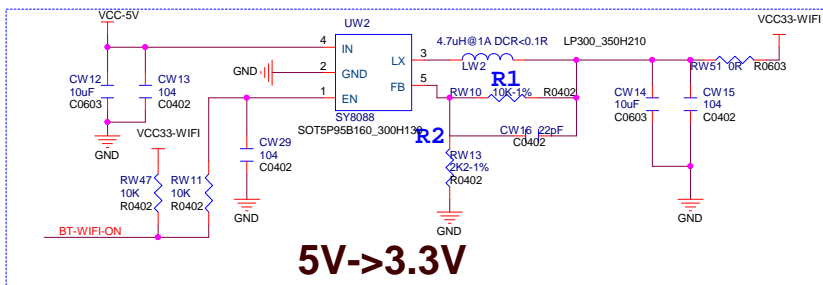 VCC-5V
UW2
VCC33-WIFI
4
IN
LX
3
4.7uH@1A DCR<0.1R
LP300_350H210
GND
2
GND
LW2
FB
5
R1
RW51 0R
R0603
CW12
10uF
C0603
CW13
104
C0402
1
EN
RW10 10K-1%
R0402
CW14
10uF
C0603
CW15
104
C0402
SY8088
SOT5P95B160_300H130
GND
VCC33-WIFI
CW29
104
C0402
R2
CW16 22pF
C0402
RW13
2K2-1%
R0402
RW47
10K
R0402
RW11
10K
R0402
GND
GND
GND
BT-WIFI-ON
5V->3.3V